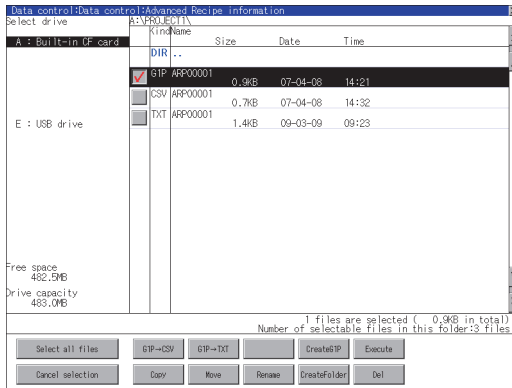 Data control:Data control:Advanced Recipe information
Select drive
A:\PROJECT1\
Kind Name
Size Date Time
A : Built-in CF card
DIR ..
G1P ARP00001
0.9KB 07-04-08 14:21
CSV ARP00001
0.7KB 07-04-08 14:32
TXT ARP00001
1.4KB 09-03-09 09:23
E : USB drive
Free space
482.5MB
Drive capacity
483.0MB
1 files are selected ( 0.9KB in total)
Number of selectable files in this folder:3 files
Select all files G1P→CSV G1P→TXT CreateG1P Execute
Cancel selection Copy Move Rename CreateFolder Del